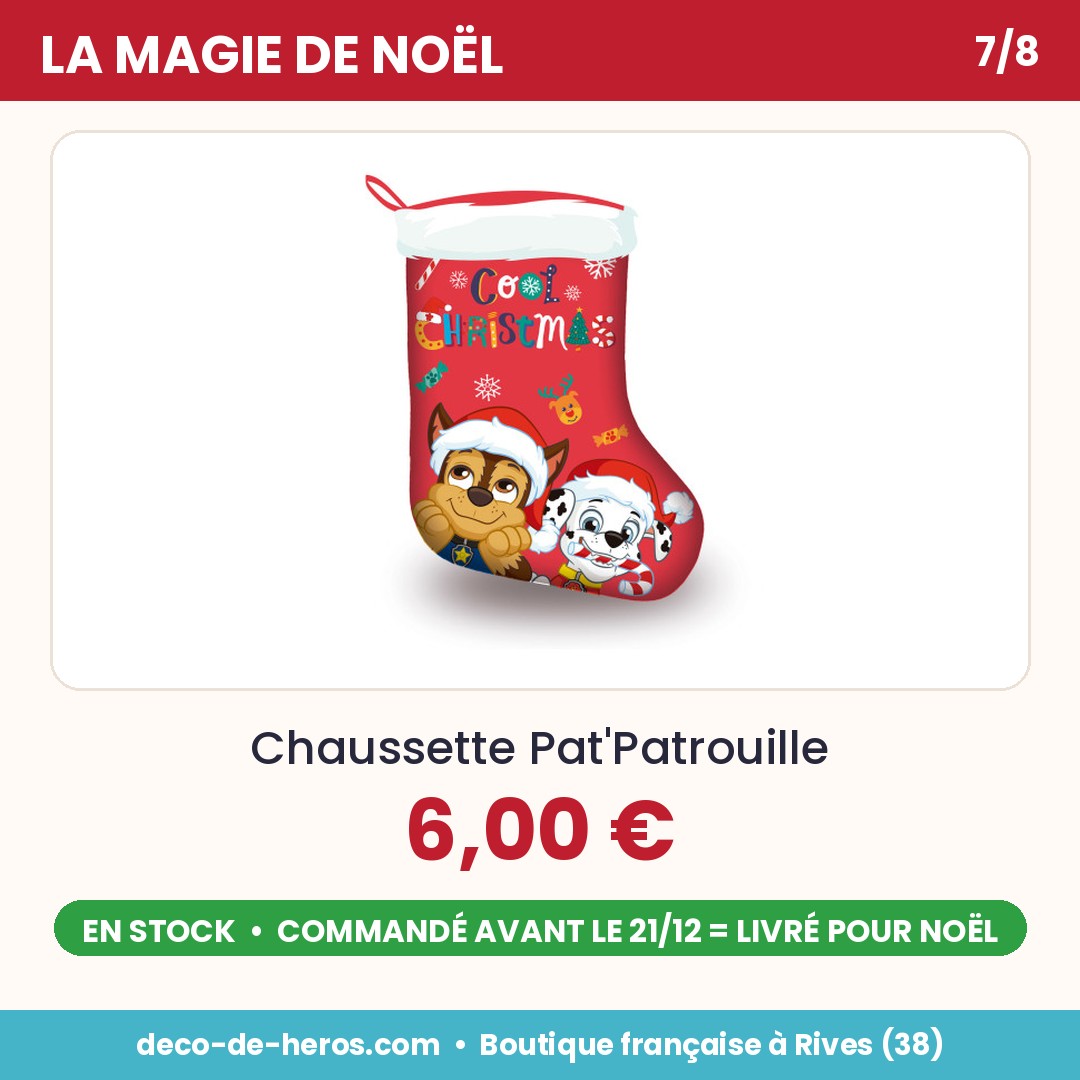 LA MAGIE DE NOËL
7/8
COOL
CHRISTMAS
Chaussette Pat'Patrouille
6,00 €
EN STOCK • COMMANDÉ AVANT LE 21/12 = LIVRÉ POUR NOËL
deco-de-heros.com • Boutique française à Rives (38)